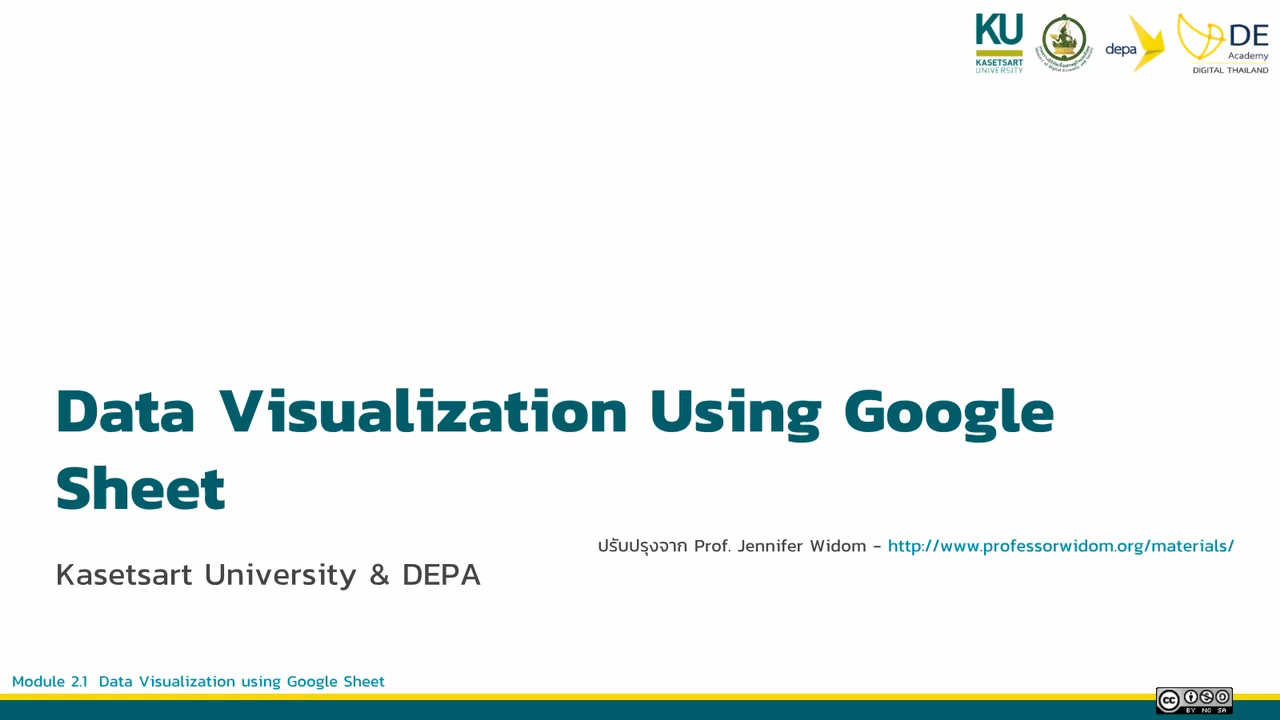 KU
KASETSART
UNIVERSITY
depa
DE
Academy
DIGITAL THAILAND
Data Visualization Using Google
Sheet
ปรับปรุงจาก Prof. Jennifer Widom - http://www.professorwidom.org/materials/
Kasetsart University & DEPA
Module 2.1 Data Visualization using Google Sheet
cc
BY NC SA